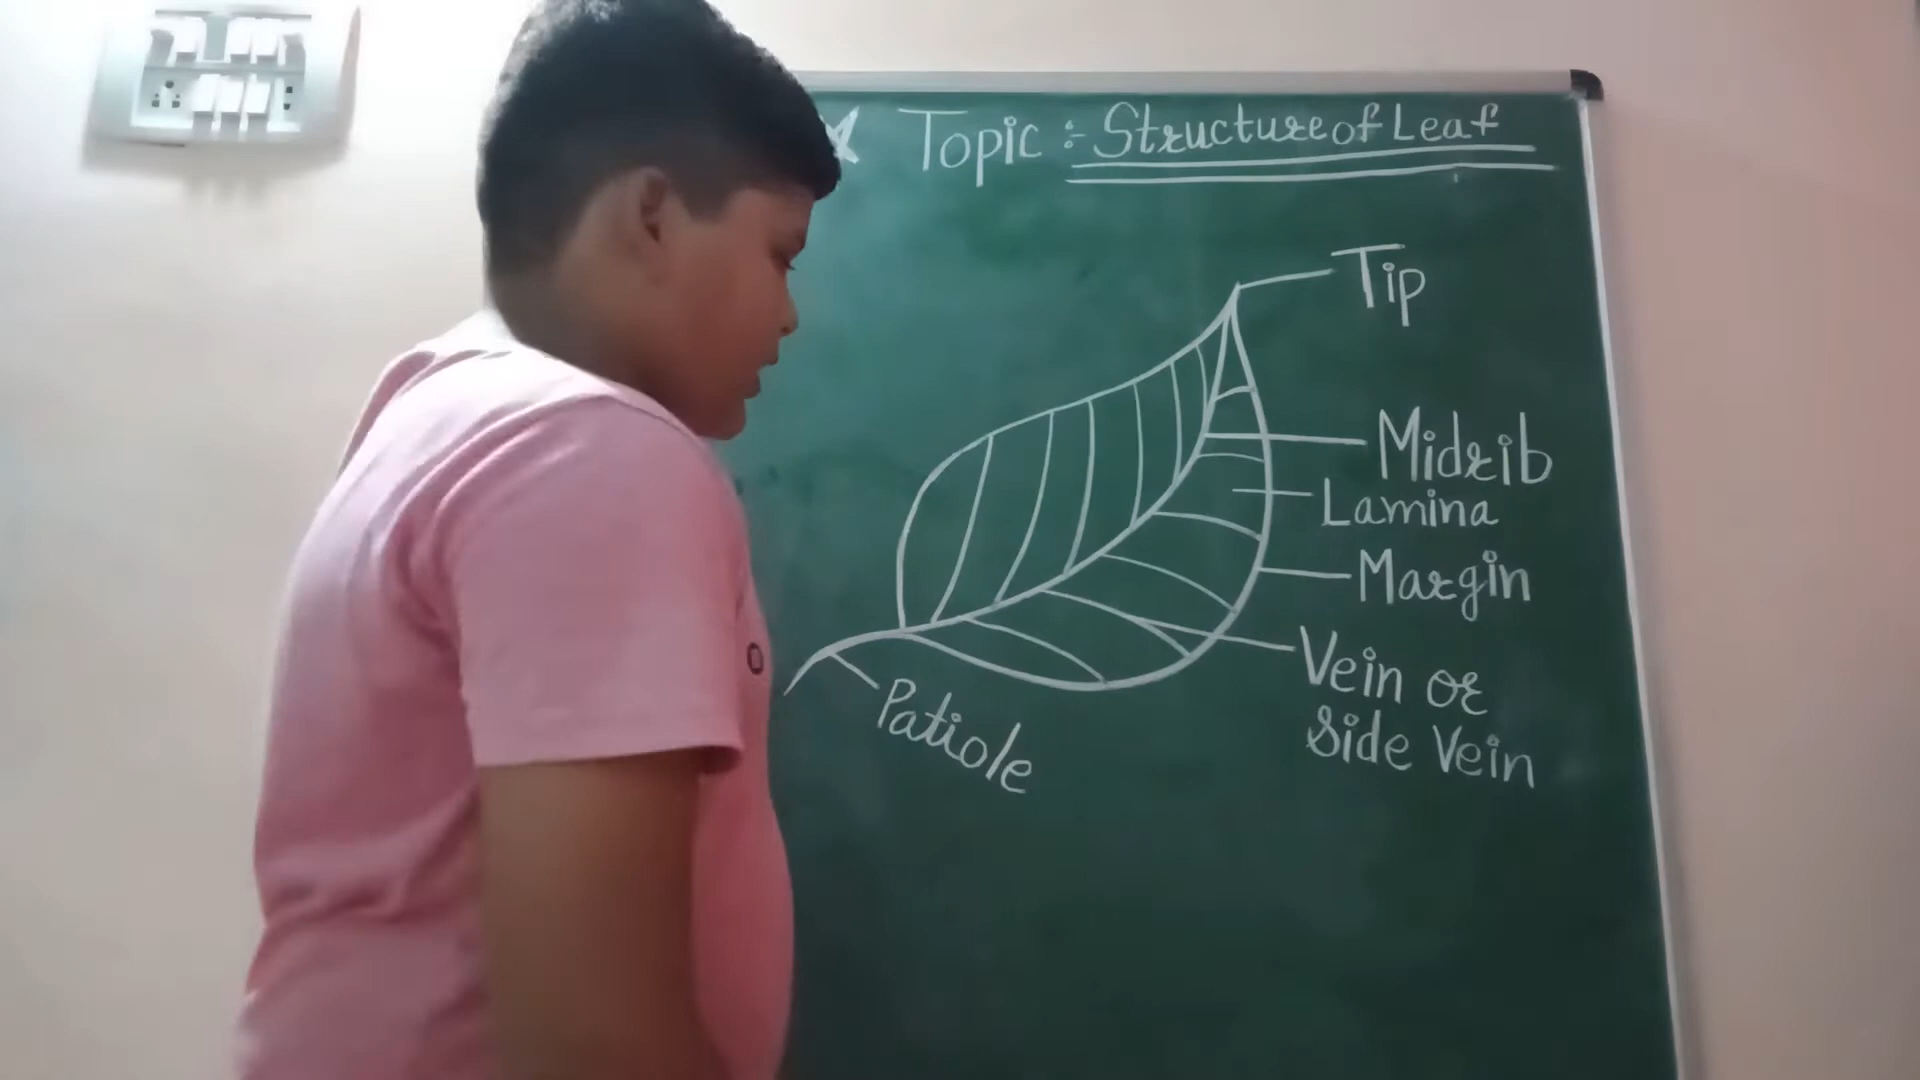 Topic :- Structure of Leaf
Tip
Midrib
Lamina
Margin
Vein or
Side Vein
Patiole